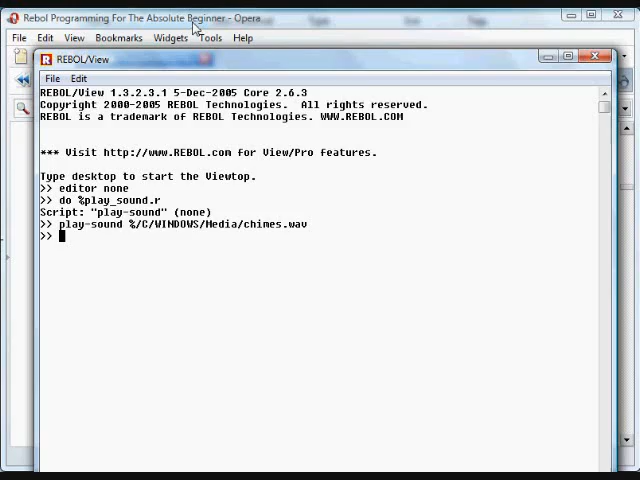 Rebol Programming For The Absolute Beginner - Opera
File Edit View Bookmarks Widgets Tools Help
REBOL/View
File Edit
REBOL/View 1.3.2.3.1 5-Dec-2005 Core 2.6.3
Copyright 2000-2005 REBOL Technologies. All rights reserved.
REBOL is a trademark of REBOL Technologies. WWW.REBOL.COM
*** Visit http://www.REBOL.com for View/Pro features.
Type desktop to start the Viewtop.
>> editor none
>> do %play_sound.r
Script: "play-sound" (none)
>> play-sound %/C/WINDOWS/Media/chimes.wav
>>